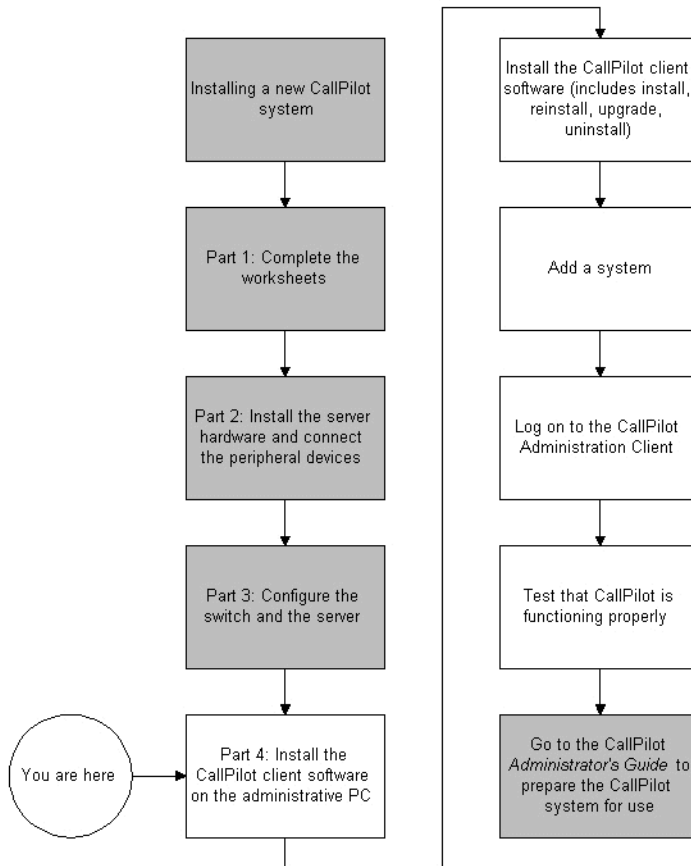 Installing a new CallPilot
system
Part 1: Complete the
worksheets
Part 2: Install the server
hardware and connect
the peripheral devices
Part 3: Configure the
switch and the server
You are here
Part 4: Install the
CallPilot client software
on the administrative PC
Install the CallPilot client
software (includes install,
reinstall, upgrade,
uninstall)
Add a system
Log on to the CallPilot
Administration Client
Test that CallPilot is
functioning properly
Go to the CallPilot
Administrator's Guide to
prepare the CallPilot
system for use